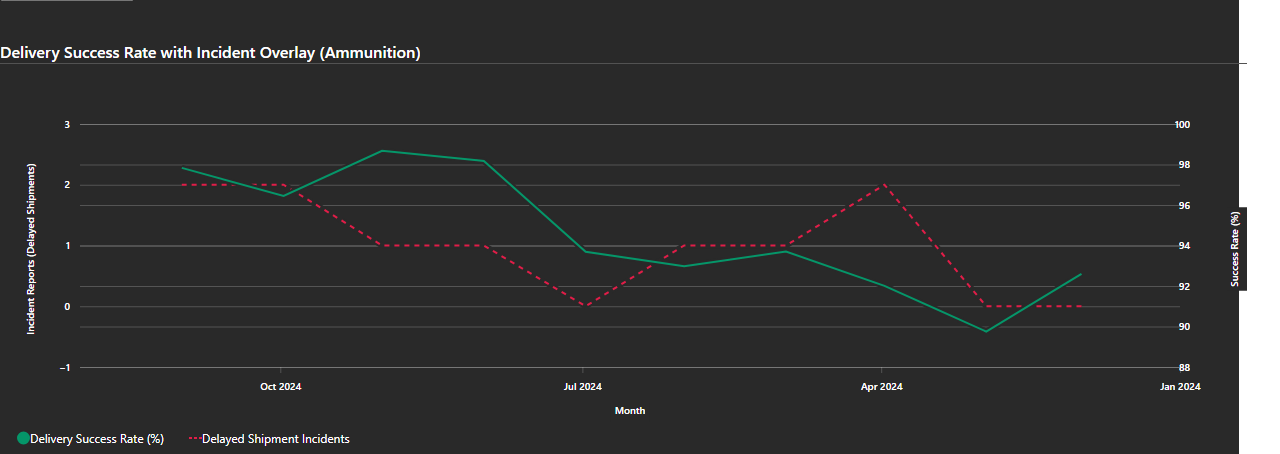 Delivery Success Rate with Incident Overlay (Ammunition)
3
2
1
0
−1
Incident Reports (Delayed Shipments)
100
98
96
94
92
90
88
Success Rate (%)
Oct 2024
Jul 2024
Apr 2024
Jan 2024
Month
Delivery Success Rate (%)
Delayed Shipment Incidents